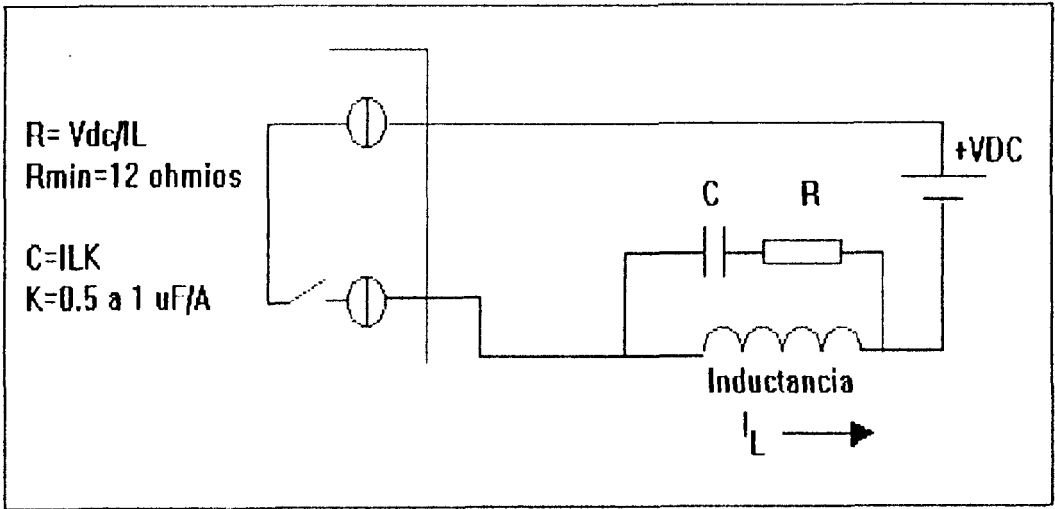 R= Vdc/IL
Rmin=12 ohmios
C=ILK
K=0.5 a 1 uF/A
+VDC
C R
Inductancia
IL